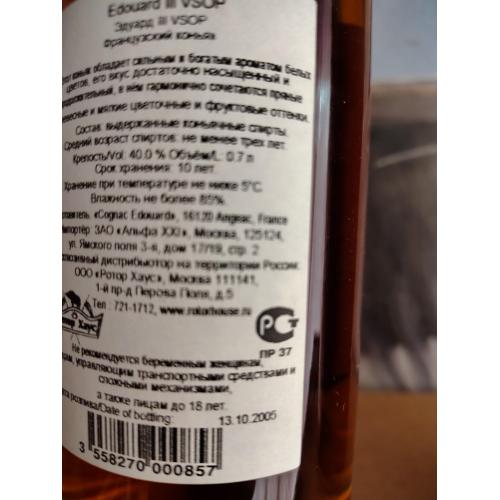 Edouard III VSOP
Эдуард III VSOP
Французский коньяк
коньяк обладает сильным и богатым ароматом белых
цветов, его вкус достаточно насыщенный и
в нём гармонично сочетаются пряные
и мягкие цветочные и фруктовые оттенки.
Состав: выдержанные коньячные спирты.
Средний возраст спиртов: не менее трех лет.
Крепость/Vol: 40.0 % Объём/L: 0.7 л
Срок хранения: 10 лет.
Хранение при температуре не ниже 5°C.
Влажность не более 85%.
«Cognac Edouard», 16120 Angeac, France
ЗАО «Альфа XXI», Москва, 125124,
ул. Ямского поля 3-я, дом 17/19, стр. 2
дистрибьютор на территории России:
ООО «Ротор Хаус», Москва 111141,
1-й пр-д Перова Поля, д.5
Тел.: 721-1712, www.rotorhouse.ru
Хаус
РСТ
ПР 37
Не рекомендуется беременным женщинам,
управляющим транспортными средствами и
сложными механизмами,
а также лицам до 18 лет.
розлива/Date of bottling: 13.10.2005
3 558270 000857